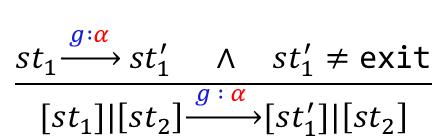 g:α
st₁ ⟶ st₁′ ∧ st₁′ ≠ exit
g : α
[st₁]|[st₂] ⟶ [st₁′]|[st₂]